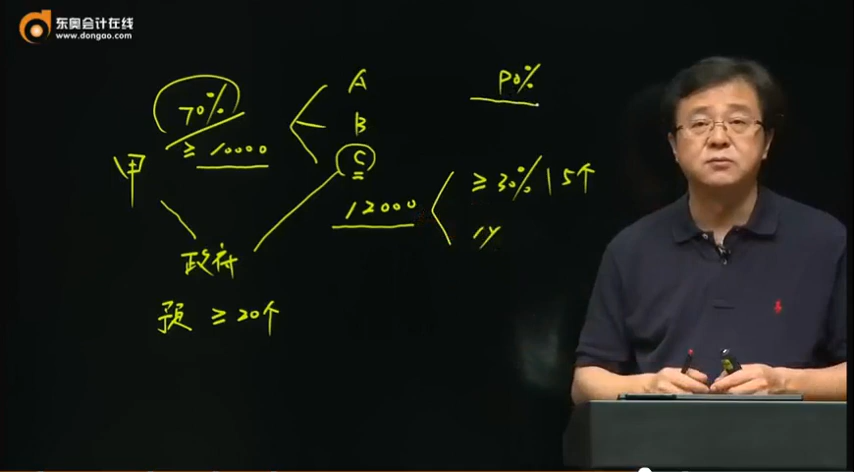 东奥会计在线
www.dongao.com
70%
≥10000
A
B
C
P0%
甲
12000
≥30% | 5个
1Y
政府
预 ≥20个